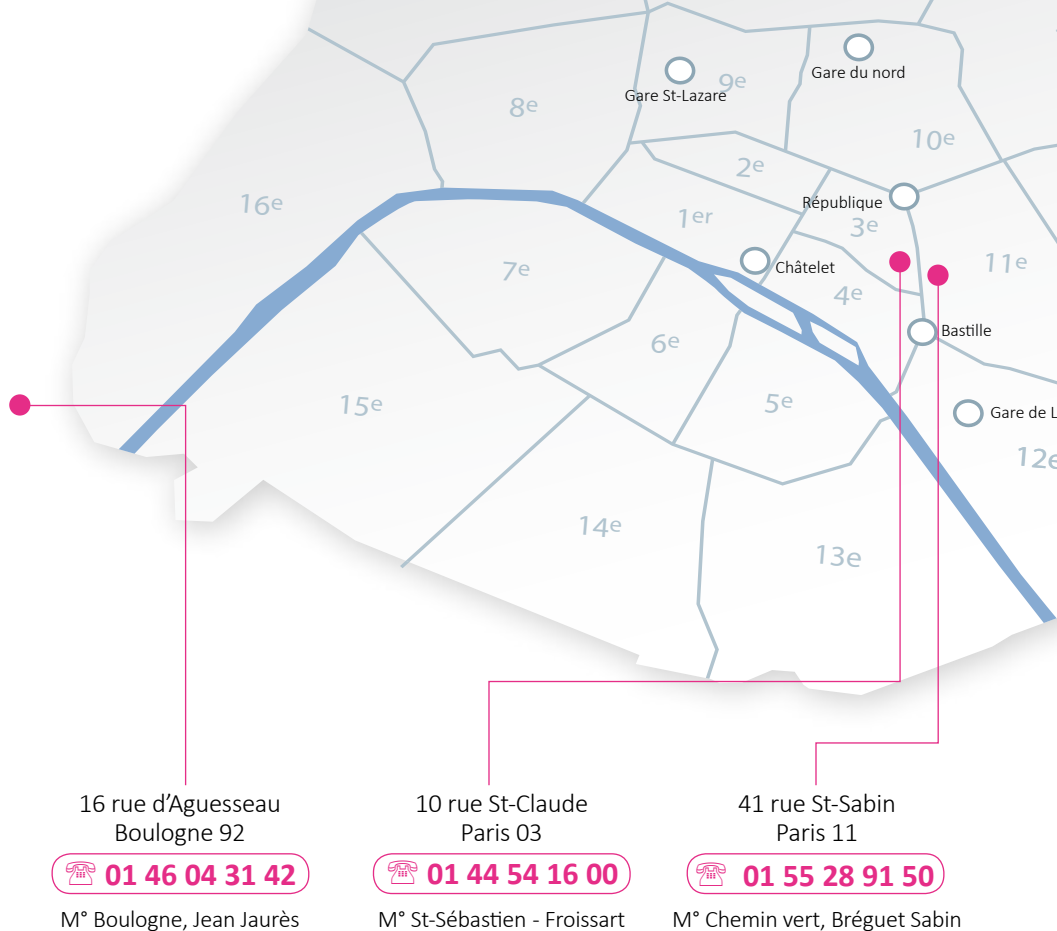 Gare du nord
Gare St-Lazare
9e
8e
10e
2e
16e
République
1er
3e
11e
7e
Châtelet
4e
Bastille
6e
15e
5e
Gare de L
12e
14e
13e
16 rue d'Aguesseau
Boulogne 92
01 46 04 31 42
M° Boulogne, Jean Jaurès
10 rue St-Claude
Paris 03
01 44 54 16 00
M° St-Sébastien - Froissart
41 rue St-Sabin
Paris 11
01 55 28 91 50
M° Chemin vert, Bréguet Sabin